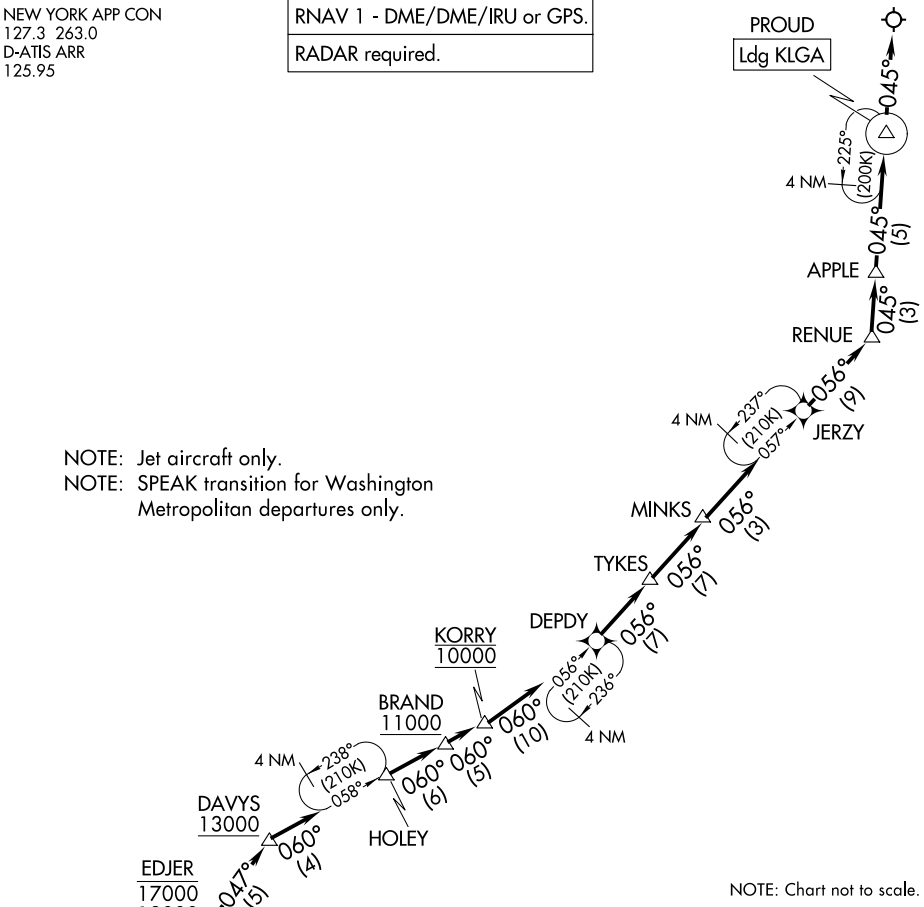 NEW YORK APP CON
127.3 263.0
D-ATIS ARR
125.95
RNAV 1 - DME/DME/IRU or GPS.
RADAR required.
PROUD
Ldg KLGA
045°
225°
(200K)
4 NM
045°
(5)
APPLE
045°
(3)
RENUE
056°
(9)
237°
(210K)
057°
4 NM
JERZY
NOTE: Jet aircraft only.
NOTE: SPEAK transition for Washington
Metropolitan departures only.
MINKS
056°
(3)
TYKES
056°
(7)
DEPDY
056°
(7)
056°
(210K)
236°
4 NM
KORRY
10000
060°
(10)
BRAND
11000
060°
(5)
060°
(6)
4 NM
238°
(210K)
058°
HOLEY
DAVYS
13000
060°
(4)
EDJER
17000
047°
(5)
NOTE: Chart not to scale.